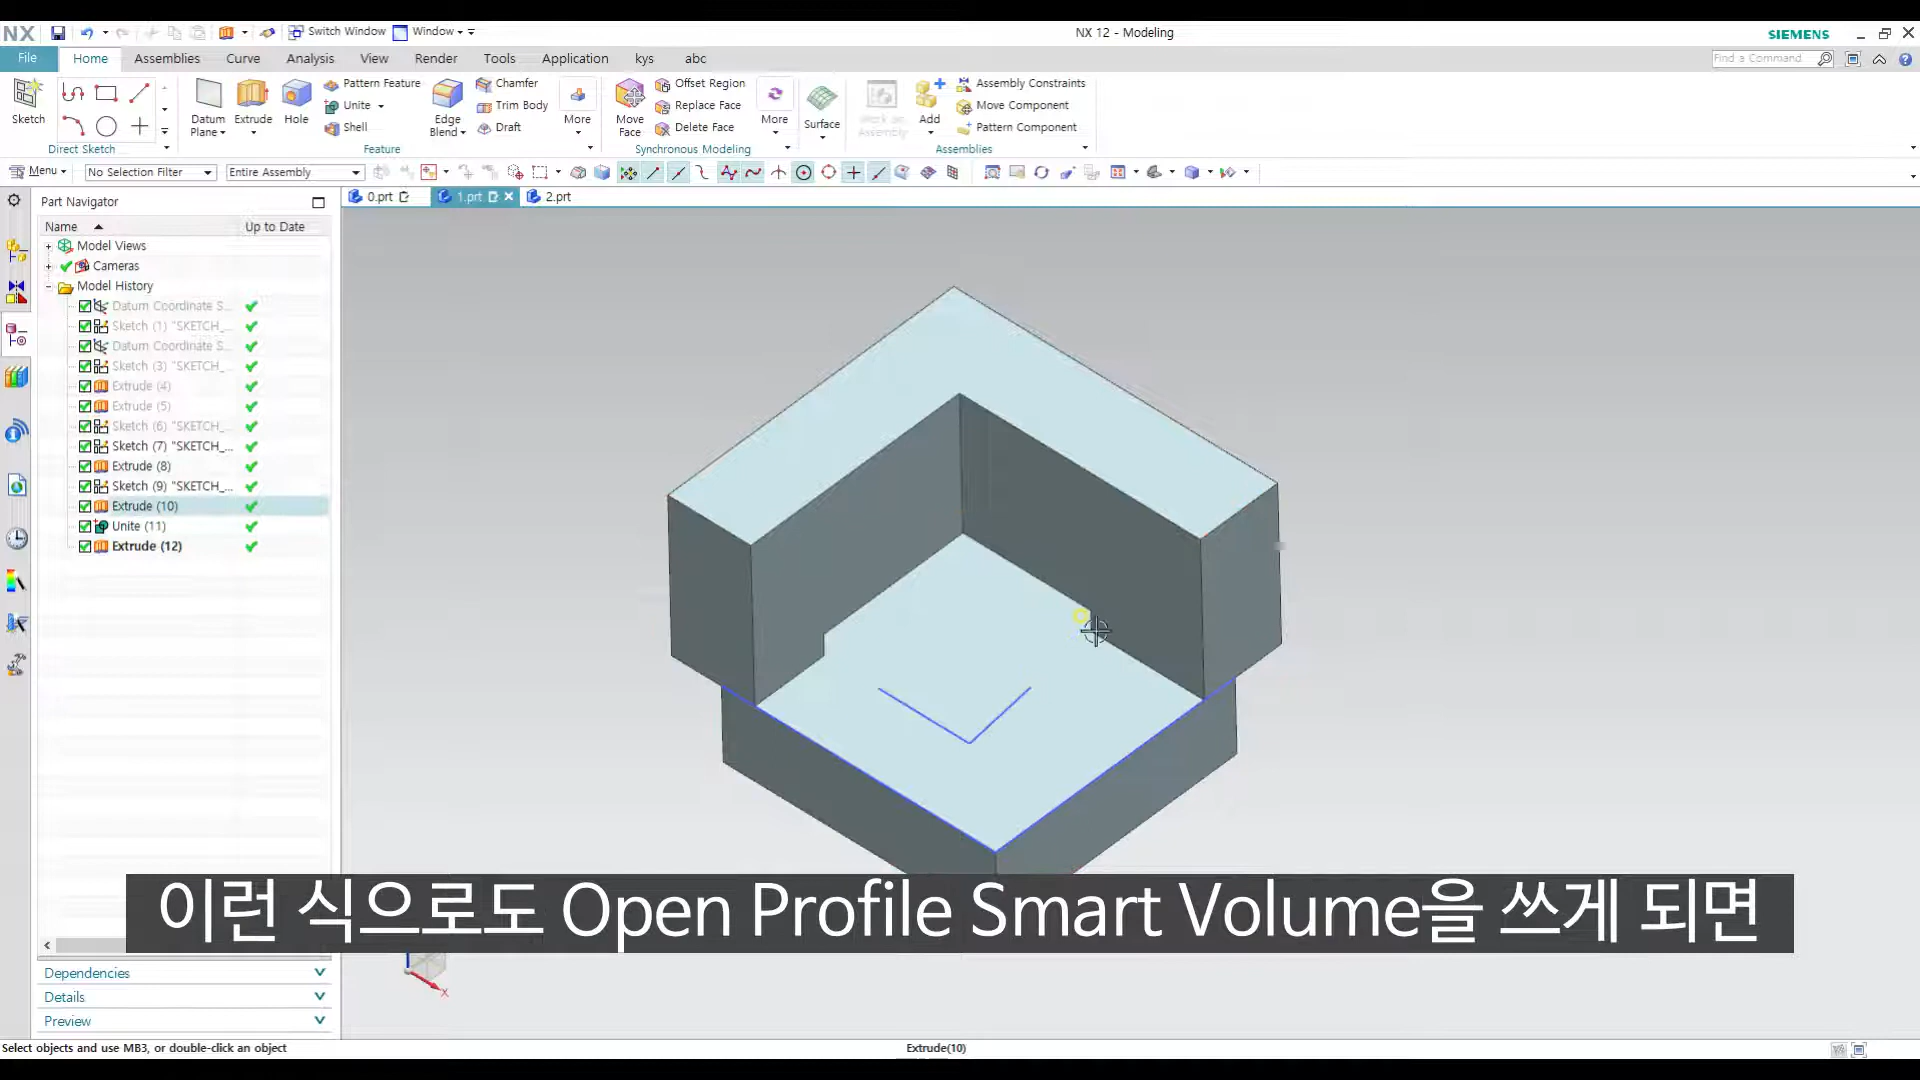 NX Switch Window Window NX 12 - Modeling SIEMENS
File Home Assemblies Curve Analysis View Render Tools Application kys abc Find a Command
Sketch
Direct Sketch
Datum Plane
Extrude
Hole
Pattern Feature
Unite
Shell
Edge Blend
Chamfer
Trim Body
Draft
More
Feature
Move Face
Offset Region
Replace Face
Delete Face
More
Synchronous Modeling
Surface
Work on Assembly
Add
Assembly Constraints
Move Component
Pattern Component
Assemblies
Menu No Selection Filter Entire Assembly
Part Navigator
0.prt 1.prt 2.prt
Name Up to Date
Model Views
Cameras
Model History
Datum Coordinate S...
Sketch (1) "SKETCH_...
Datum Coordinate S...
Sketch (3) "SKETCH_...
Extrude (4)
Extrude (5)
Sketch (6) "SKETCH_...
Sketch (7) "SKETCH_...
Extrude (8)
Sketch (9) "SKETCH_...
Extrude (10)
Unite (11)
Extrude (12)
이런 식으로도 Open Profile Smart Volume을 쓰게 되면
X
Dependencies
Details
Preview
Select objects and use MB3, or double-click an object Extrude(10)